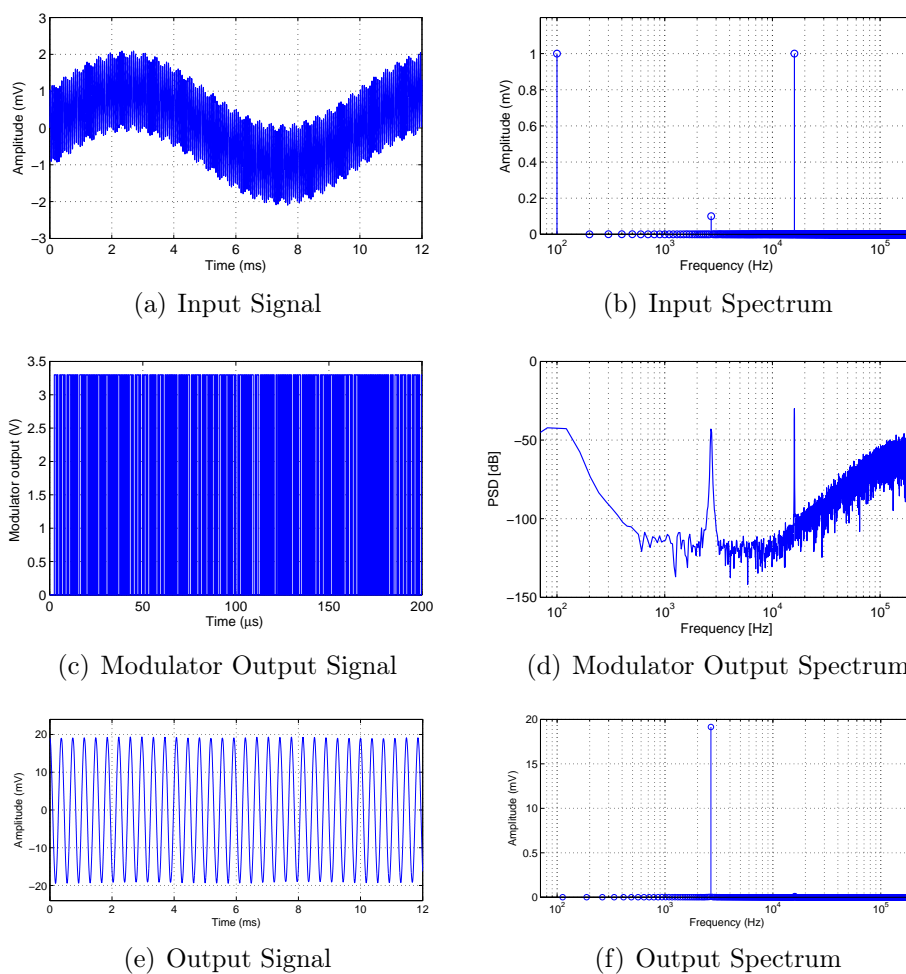 3
2
1
0
−1
−2
−3
0 2 4 6 8 10 12
Amplitude (mV)
Time (ms)
(a) Input Signal
1
0.8
0.6
0.4
0.2
0
10² 10³ 10⁴ 10⁵
Amplitude (mV)
Frequency (Hz)
(b) Input Spectrum
3.5
3
2.5
2
1.5
1
0.5
0
0 50 100 150 200
Modulator output (V)
Time (μs)
(c) Modulator Output Signal
0
−50
−100
−150
10² 10³ 10⁴ 10⁵
PSD [dB]
Frequency [Hz]
(d) Modulator Output Spectrum
20
10
0
−10
−20
0 2 4 6 8 10 12
Amplitude (mV)
Time (ms)
(e) Output Signal
20
15
10
5
0
10² 10³ 10⁴ 10⁵
Amplitude (mV)
Frequency (Hz)
(f) Output Spectrum